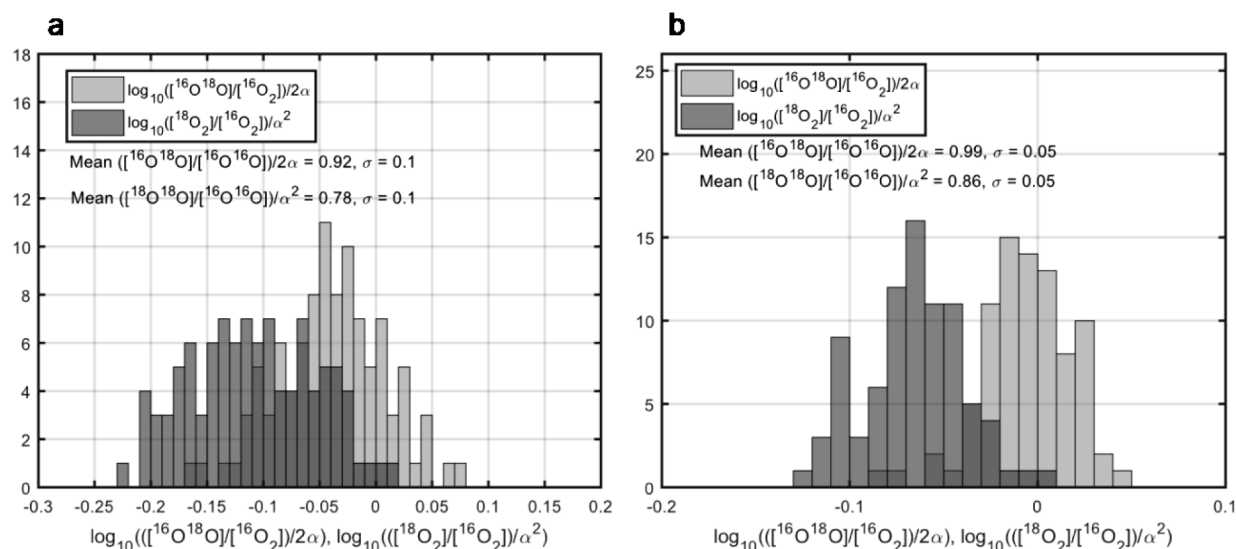 a
18
16
14
12
10
8
6
4
2
0
-0.3 -0.25 -0.2 -0.15 -0.1 -0.05 0 0.05 0.1 0.15 0.2
log₁₀([¹⁶O¹⁸O]/[¹⁶O₂])/2α
log₁₀([¹⁸O₂]/[¹⁶O₂])/α²
Mean ([¹⁶O¹⁸O]/[¹⁶O¹⁶O])/2α = 0.92, σ = 0.1
Mean ([¹⁸O¹⁸O]/[¹⁶O¹⁶O])/α² = 0.78, σ = 0.1
log₁₀(([¹⁶O¹⁸O]/[¹⁶O₂])/2α), log₁₀(([¹⁸O₂]/[¹⁶O₂])/α²)
b
25
20
15
10
5
0
-0.2 -0.1 0 0.1
log₁₀([¹⁶O¹⁸O]/[¹⁶O₂])/2α
log₁₀([¹⁸O₂]/[¹⁶O₂])/α²
Mean ([¹⁶O¹⁸O]/[¹⁶O¹⁶O])/2α = 0.99, σ = 0.05
Mean ([¹⁸O¹⁸O]/[¹⁶O¹⁶O])/α² = 0.86, σ = 0.05
log₁₀(([¹⁶O¹⁸O]/[¹⁶O₂])/2α), log₁₀(([¹⁸O₂]/[¹⁶O₂])/α²)